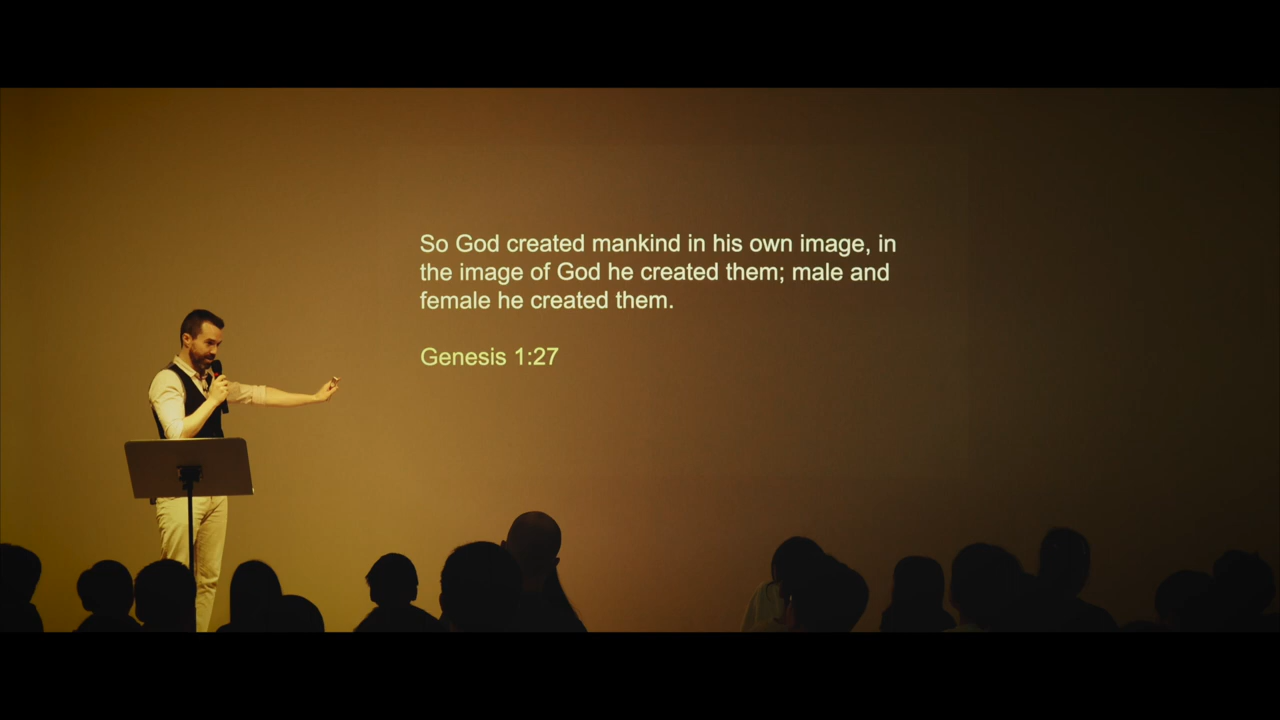 So God created mankind in his own image, in
the image of God he created them; male and
female he created them.
Genesis 1:27